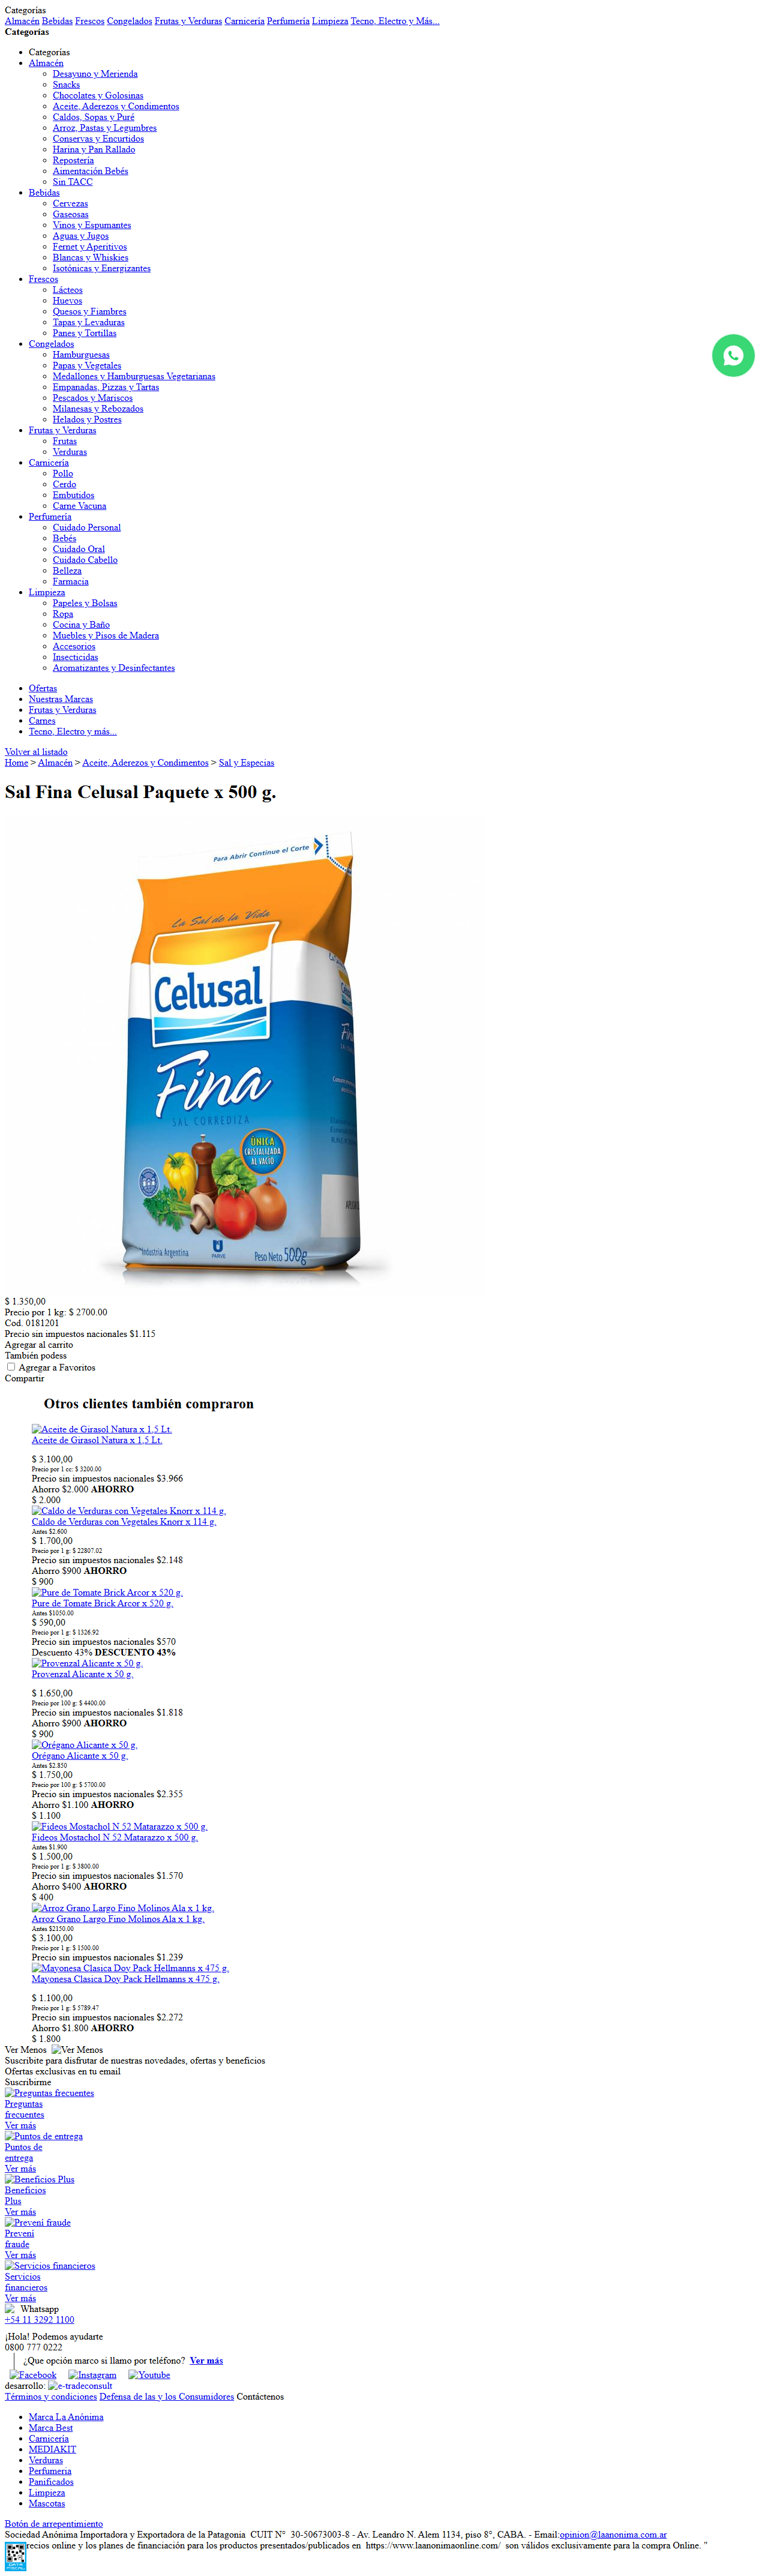 Categorías
Almacén Bebidas Frescos Congelados Frutas y Verduras Carnicería Perfumería Limpieza Tecno, Electro y Más...
Categorías
Categorías
Almacén
Desayuno y Merienda
Snacks
Chocolates y Golosinas
Aceite, Aderezos y Condimentos
Caldos, Sopas y Puré
Arroz, Pastas y Legumbres
Conservas y Encurtidos
Harina y Pan Rallado
Repostería
Aimentación Bebés
Sin TACC
Bebidas
Cervezas
Gaseosas
Vinos y Espumantes
Aguas y Jugos
Fernet y Aperitivos
Blancas y Whiskies
Isotónicas y Energizantes
Frescos
Lácteos
Huevos
Quesos y Fiambres
Tapas y Levaduras
Panes y Tortillas
Congelados
Hamburguesas
Papas y Vegetales
Medallones y Hamburguesas Vegetarianas
Empanadas, Pizzas y Tartas
Pescados y Mariscos
Milanesas y Rebozados
Helados y Postres
Frutas y Verduras
Frutas
Verduras
Carnicería
Pollo
Cerdo
Embutidos
Carne Vacuna
Perfumería
Cuidado Personal
Bebés
Cuidado Oral
Cuidado Cabello
Belleza
Farmacia
Limpieza
Papeles y Bolsas
Ropa
Cocina y Baño
Muebles y Pisos de Madera
Accesorios
Insecticidas
Aromatizantes y Desinfectantes
Ofertas
Nuestras Marcas
Frutas y Verduras
Carnes
Tecno, Electro y más...
Volver al listado
Home > Almacén > Aceite, Aderezos y Condimentos > Sal y Especias
Sal Fina Celusal Paquete x 500 g.
Para Abrir Continue el Corte
La Sal de la Vida
Celusal
Fina
SAL CORREDIZA
ÚNICA
CRISTALIZADA
AL VACÍO
Industria Argentina
PARVE
Peso Neto 500g
$ 1.350,00
Precio por 1 kg: $ 2700.00
Cod. 0181201
Precio sin impuestos nacionales $1.115
Agregar al carrito
También podess
Agregar a Favoritos
Compartir
Otros clientes también compraron
Aceite de Girasol Natura x 1,5 Lt.
Aceite de Girasol Natura x 1,5 Lt.
$ 3.100,00
Precio por 1 cc: $ 3200.00
Precio sin impuestos nacionales $3.966
Ahorro $2.000 AHORRO
$ 2.000
Caldo de Verduras con Vegetales Knorr x 114 g.
Caldo de Verduras con Vegetales Knorr x 114 g.
Antes $2.600
$ 1.700,00
Precio por 1 g: $ 22807.02
Precio sin impuestos nacionales $2.148
Ahorro $900 AHORRO
$ 900
Pure de Tomate Brick Arcor x 520 g.
Pure de Tomate Brick Arcor x 520 g.
Antes $1050.00
$ 590,00
Precio por 1 g: $ 1326.92
Precio sin impuestos nacionales $570
Descuento 43% DESCUENTO 43%
Provenzal Alicante x 50 g.
Provenzal Alicante x 50 g.
$ 1.650,00
Precio por 100 g: $ 4400.00
Precio sin impuestos nacionales $1.818
Ahorro $900 AHORRO
$ 900
Orégano Alicante x 50 g.
Orégano Alicante x 50 g.
Antes $2.850
$ 1.750,00
Precio por 100 g: $ 5700.00
Precio sin impuestos nacionales $2.355
Ahorro $1.100 AHORRO
$ 1.100
Fideos Mostachol N 52 Matarazzo x 500 g.
Fideos Mostachol N 52 Matarazzo x 500 g.
Antes $1.900
$ 1.500,00
Precio por 1 g: $ 3800.00
Precio sin impuestos nacionales $1.570
Ahorro $400 AHORRO
$ 400
Arroz Grano Largo Fino Molinos Ala x 1 kg.
Arroz Grano Largo Fino Molinos Ala x 1 kg.
Antes $2150.00
$ 3.100,00
Precio por 1 g: $ 1500.00
Precio sin impuestos nacionales $1.239
Mayonesa Clasica Doy Pack Hellmanns x 475 g.
Mayonesa Clasica Doy Pack Hellmanns x 475 g.
$ 1.100,00
Precio por 1 g: $ 5789.47
Precio sin impuestos nacionales $2.272
Ahorro $1.800 AHORRO
$ 1.800
Ver Menos Ver Menos
Suscribite para disfrutar de nuestras novedades, ofertas y beneficios
Ofertas exclusivas en tu email
Suscribirme
Preguntas frecuentes
Preguntas
frecuentes
Ver más
Puntos de entrega
Puntos de
entrega
Ver más
Beneficios Plus
Beneficios
Plus
Ver más
Prevení fraude
Prevení
fraude
Ver más
Servicios financieros
Servicios
financieros
Ver más
Whatsapp
+54 11 3292 1100
¡Hola! Podemos ayudarte
0800 777 0222
¿Que opción marco si llamo por teléfono? Ver más
Facebook Instagram Youtube
desarrollo: e-tradeconsult
Términos y condiciones Defensa de las y los Consumidores Contáctenos
Marca La Anónima
Marca Best
Carnicería
MEDIAKIT
Verduras
Perfumeria
Panificados
Limpieza
Mascotas
Botón de arrepentimiento
Sociedad Anónima Importadora y Exportadora de la Patagonia CUIT N° 30-50673003-8 - Av. Leandro N. Alem 1134, piso 8°, CABA. - Email:opinion@laanonima.com.ar
recios online y los planes de financiación para los productos presentados/publicados en https://www.laanonimaonline.com/ son válidos exclusivamente para la compra Online. "
DATA
FISCAL